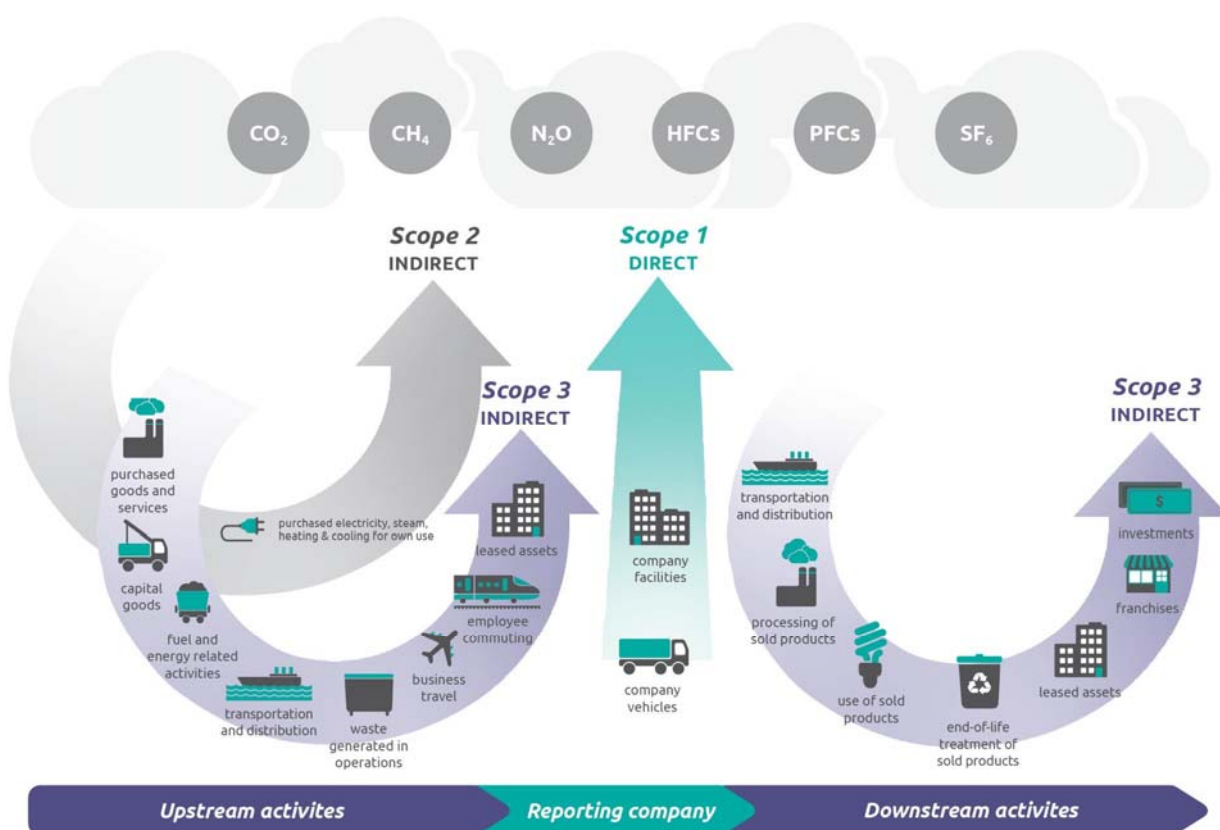 CO₂
CH₄
N₂O
HFCs
PFCs
SF₆
Scope 2
INDIRECT
Scope 1
DIRECT
Scope 3
INDIRECT
Scope 3
INDIRECT
purchased
goods and
services
capital
goods
fuel and
energy related
activities
transportation
and distribution
waste
generated in
operations
business
travel
employee
commuting
leased assets
purchased electricity, steam,
heating & cooling for own use
company
facilities
company
vehicles
transportation
and distribution
processing of
sold products
use of sold
products
end-of-life
treatment of
sold products
leased assets
franchises
$
investments
Upstream activites
Reporting company
Downstream activites